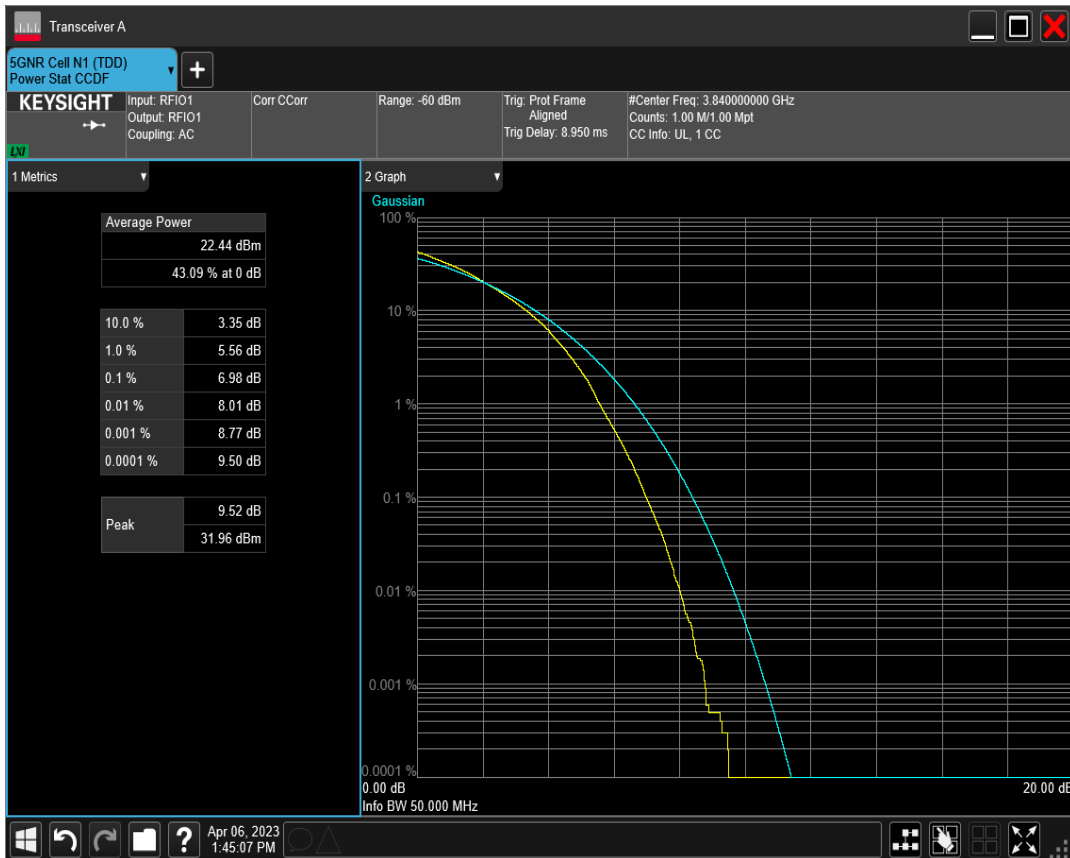 Transceiver A
5GNR Cell N1 (TDD)
Power Stat CCDF
+
KEYSIGHT
LXI
Input: RFIO1
Output: RFIO1
Coupling: AC
Corr CCorr
Range: -60 dBm
Trig: Prot Frame
Aligned
Trig Delay: 8.950 ms
#Center Freq: 3.840000000 GHz
Counts: 1.00 M/1.00 Mpt
CC Info: UL, 1 CC
1 Metrics
Average Power
22.44 dBm
43.09 % at 0 dB
10.0 % 3.35 dB
1.0 % 5.56 dB
0.1 % 6.98 dB
0.01 % 8.01 dB
0.001 % 8.77 dB
0.0001 % 9.50 dB
Peak 9.52 dB
31.96 dBm
2 Graph
Gaussian
100 %
10 %
1 %
0.1 %
0.01 %
0.001 %
0.0001 %
0.00 dB 20.00 dB
Info BW 50.000 MHz
?
Apr 06, 2023
1:45:07 PM